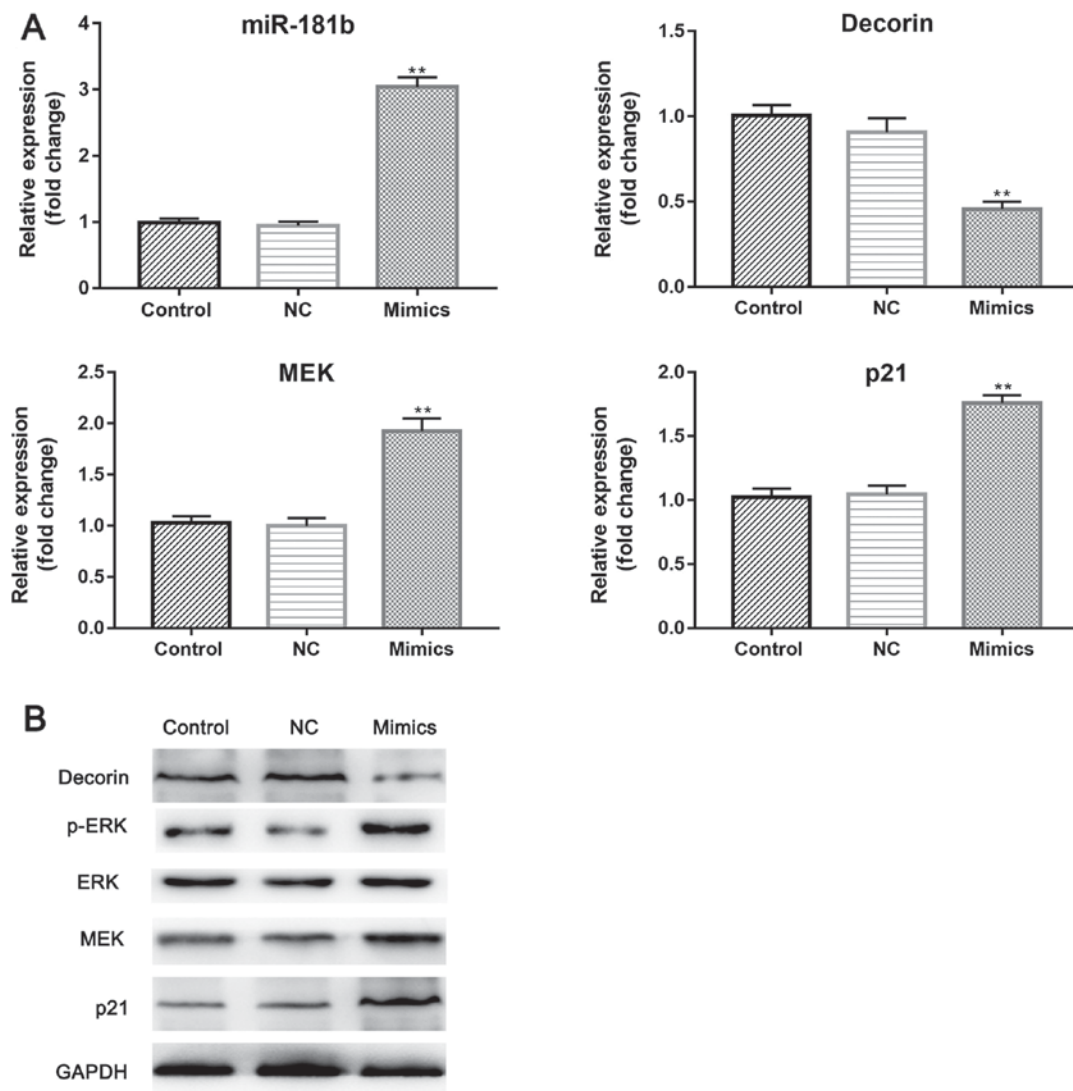 A
miR-181b
Relative expression
(fold change)
4
3
2
1
0
**
Control NC Mimics
Decorin
Relative expression
(fold change)
1.5
1.0
0.5
0.0
**
Control NC Mimics
MEK
Relative expression
(fold change)
2.5
2.0
1.5
1.0
0.5
0.0
**
Control NC Mimics
p21
Relative expression
(fold change)
2.0
1.5
1.0
0.5
0.0
**
Control NC Mimics
B
Control NC Mimics
Decorin
p-ERK
ERK
MEK
p21
GAPDH